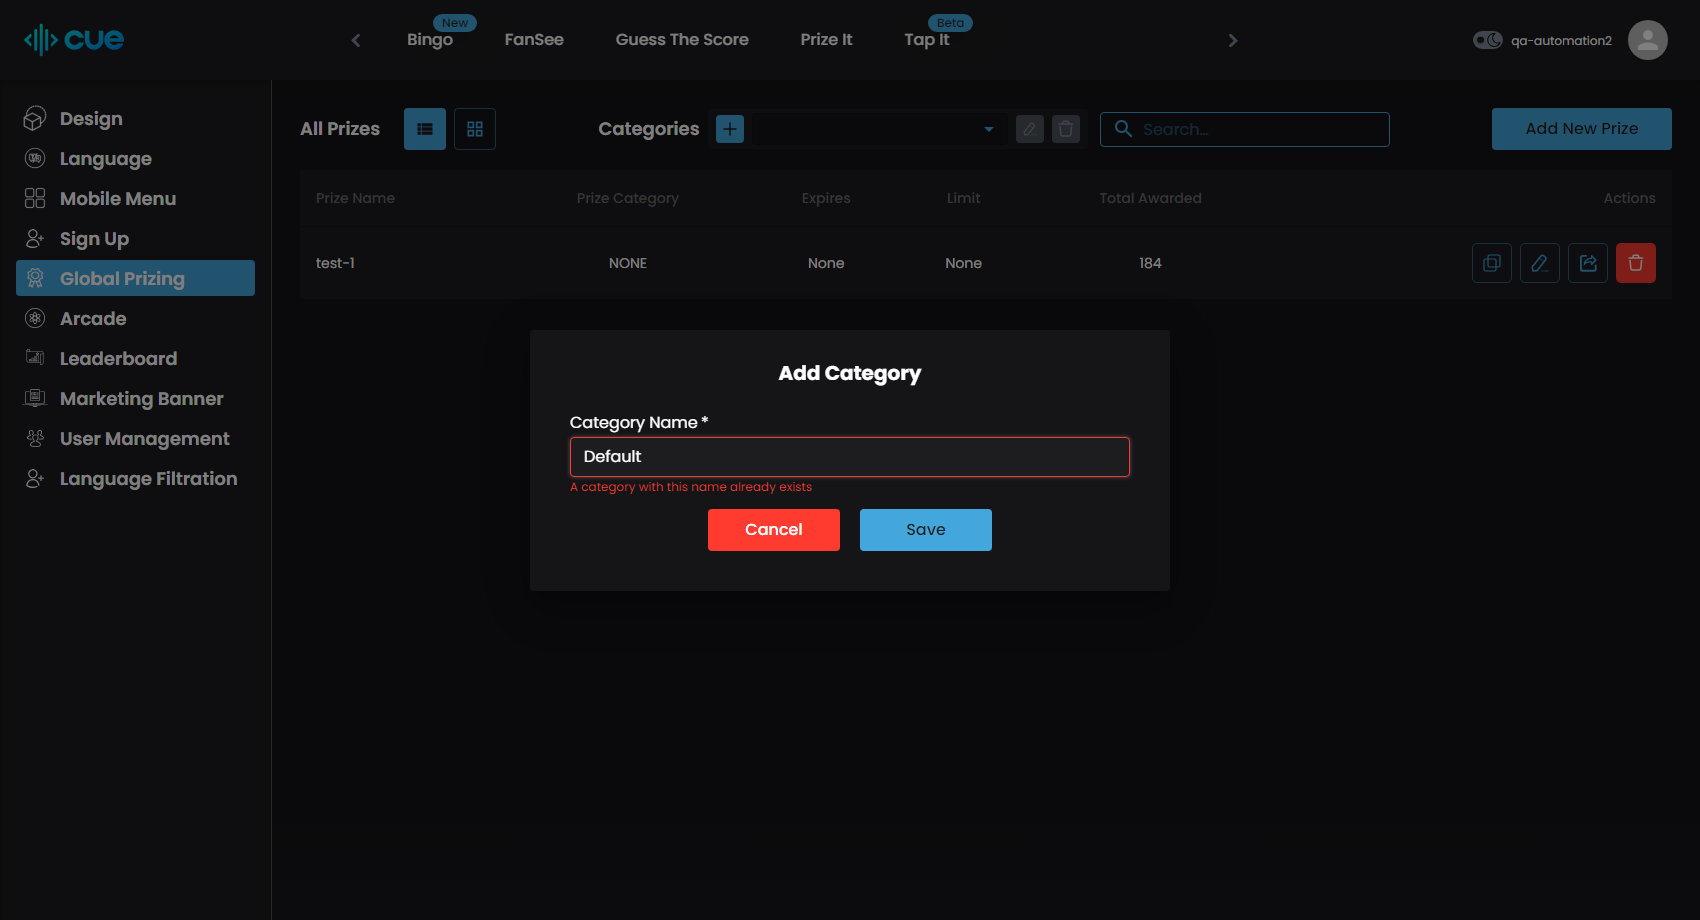 cue
Bingo
New
FanSee
Guess The Score
Prize It
Tap It
Beta
qa-automation2
Design
Language
Mobile Menu
Sign Up
Global Prizing
Arcade
Leaderboard
Marketing Banner
User Management
Language Filtration
All Prizes
Categories
Search...
Add New Prize
Prize Name Prize Category Expires Limit Total Awarded Actions
test-1 NONE None None 184
Add Category
Category Name *
Default
A category with this name already exists
Cancel
Save